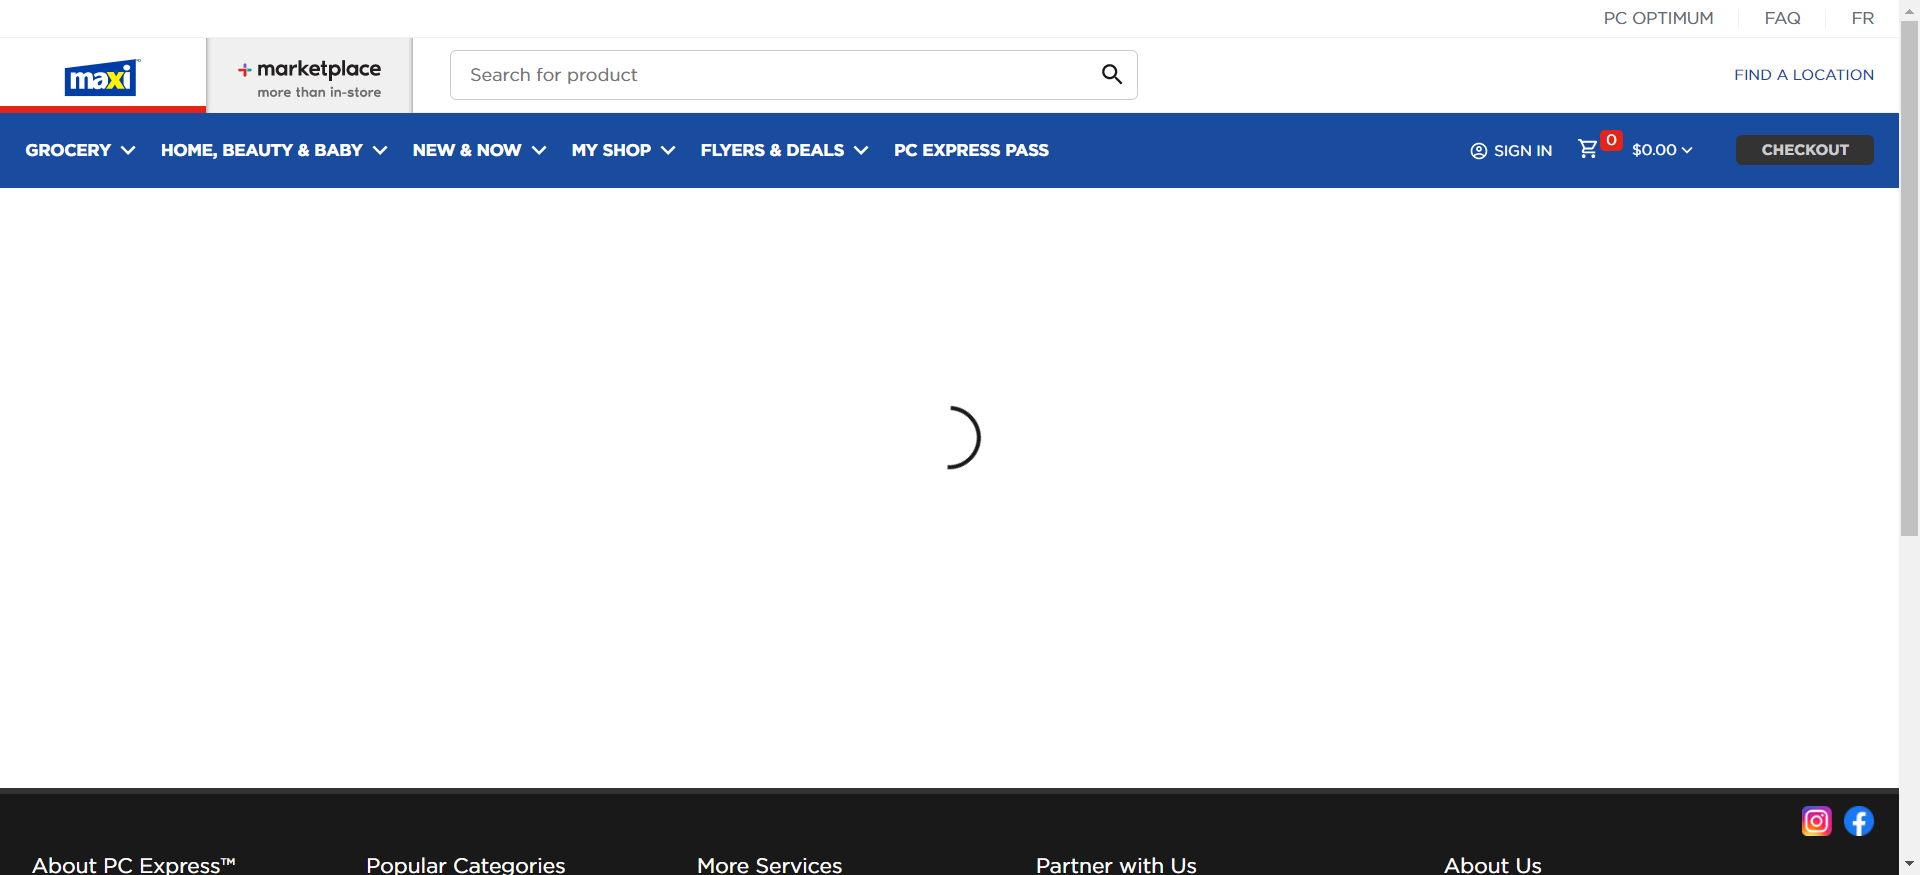 PC OPTIMUM
FAQ
FR
maxi
marketplace
more than in-store
Search for product
FIND A LOCATION
GROCERY
HOME, BEAUTY & BABY
NEW & NOW
MY SHOP
FLYERS & DEALS
PC EXPRESS PASS
SIGN IN
0
$0.00
CHECKOUT
About PC Express™
Popular Categories
More Services
Partner with Us
About Us